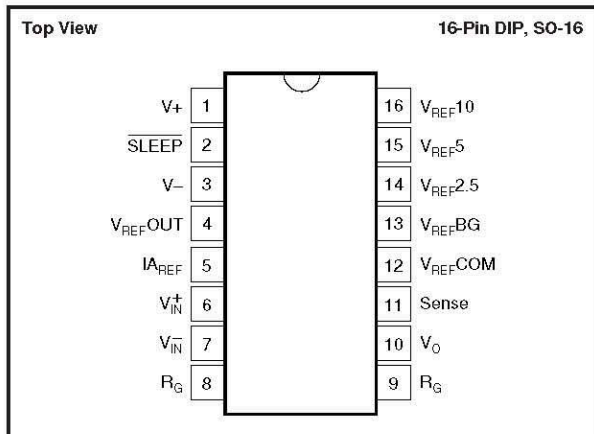 Top View 16-Pin DIP, SO-16
V+ 1 16 VREF10
SLEEP 2 15 VREF5
V– 3 14 VREF2.5
VREFOUT 4 13 VREFBG
IAREF 5 12 VREFCOM
V+IN 6 11 Sense
V–IN 7 10 VO
RG 8 9 RG